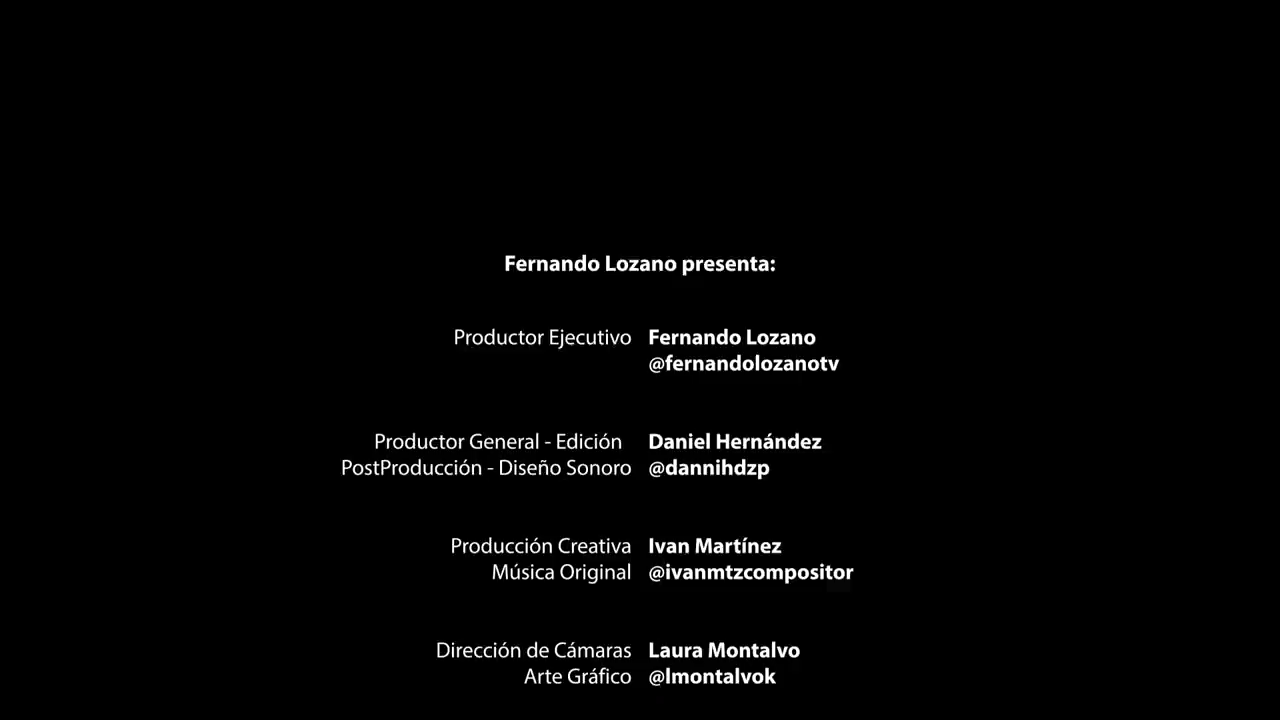 Fernando Lozano presenta:
Productor Ejecutivo Fernando Lozano
@fernandolozanotv
Productor General - Edición Daniel Hernández
PostProducción - Diseño Sonoro @dannihdzp
Producción Creativa Ivan Martínez
Música Original @ivanmtzcompositor
Dirección de Cámaras Laura Montalvo
Arte Gráfico @lmontalvok